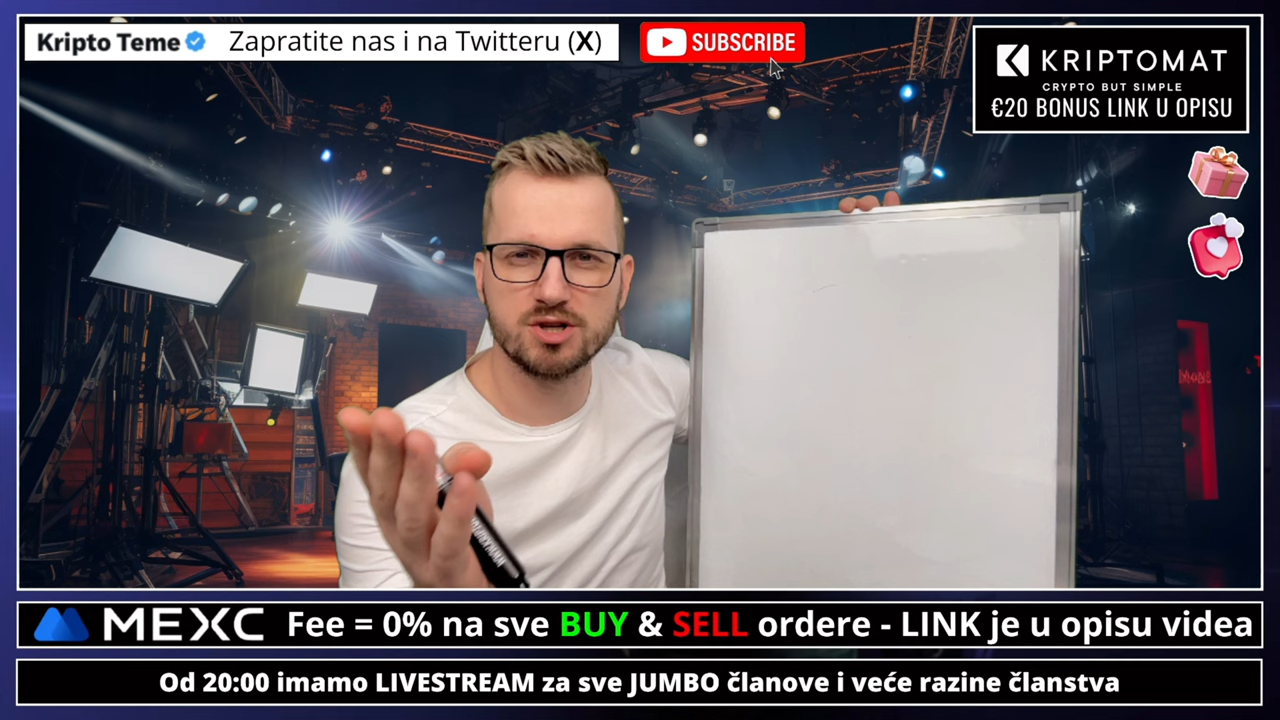 Kripto Teme Zapratite nas i na Twitteru (X)
SUBSCRIBE
KRIPTOMAT
CRYPTO BUT SIMPLE
€20 BONUS LINK U OPISU
MEXC Fee = 0% na sve BUY & SELL ordere - LINK je u opisu videa
Od 20:00 imamo LIVESTREAM za sve JUMBO članove i veće razine članstva